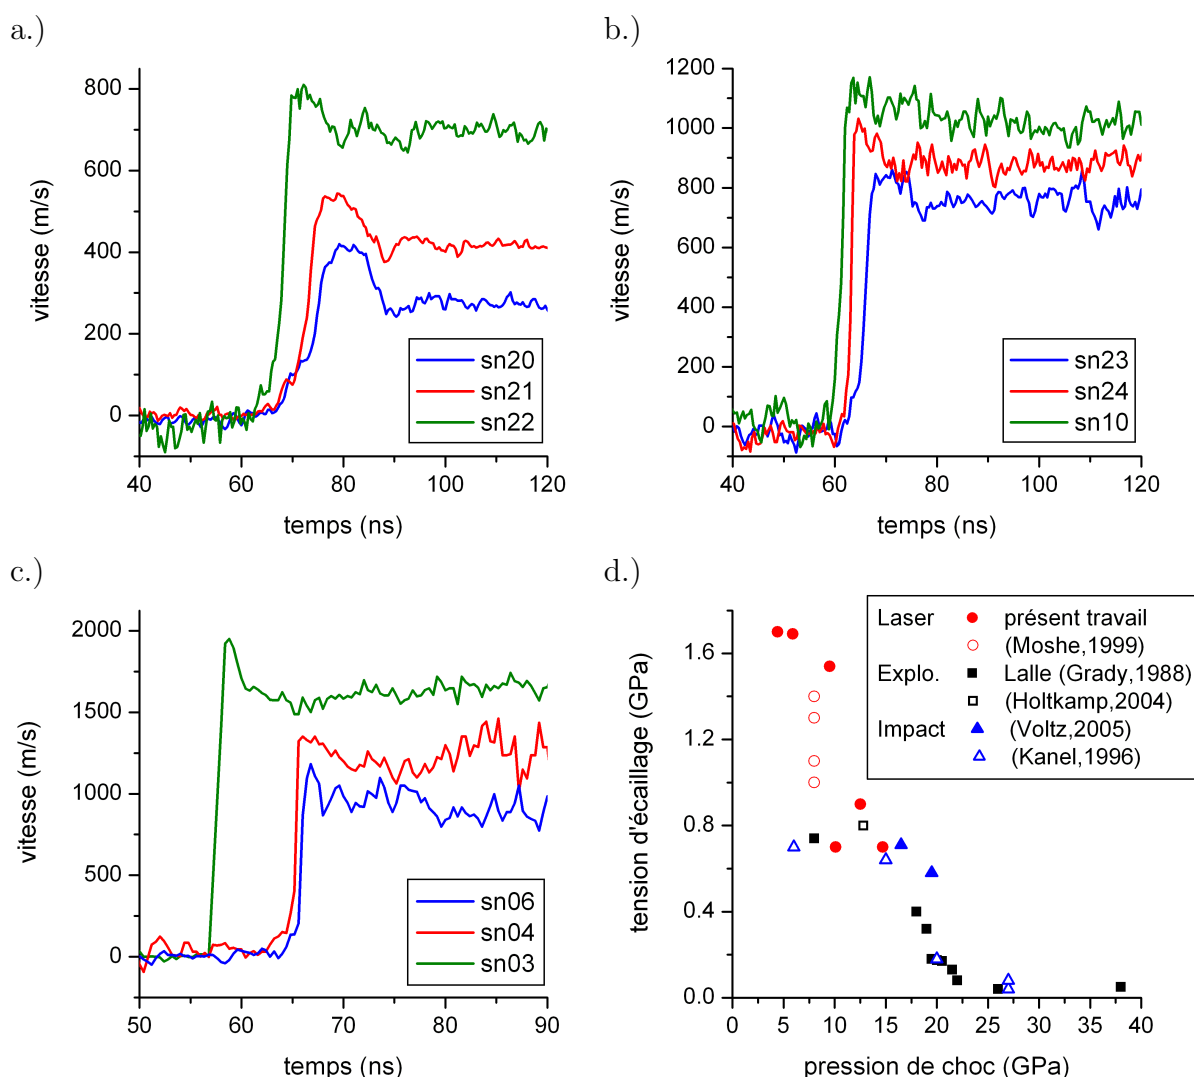 a.)
800
600
400
200
0
40
60
80
100
120
vitesse (m/s)
temps (ns)
sn20
sn21
sn22
b.)
1200
1000
800
600
400
200
0
40
60
80
100
120
vitesse (m/s)
temps (ns)
sn23
sn24
sn10
c.)
2000
1500
1000
500
0
50
60
70
80
90
vitesse (m/s)
temps (ns)
sn06
sn04
sn03
d.)
1.6
1.2
0.8
0.4
0.0
0
5
10
15
20
25
30
35
40
tension d'écaillage (GPa)
pression de choc (GPa)
Laser présent travail
(Moshe,1999)
Explo. Lalle (Grady,1988)
(Holtkamp,2004)
Impact (Voltz,2005)
(Kanel,1996)